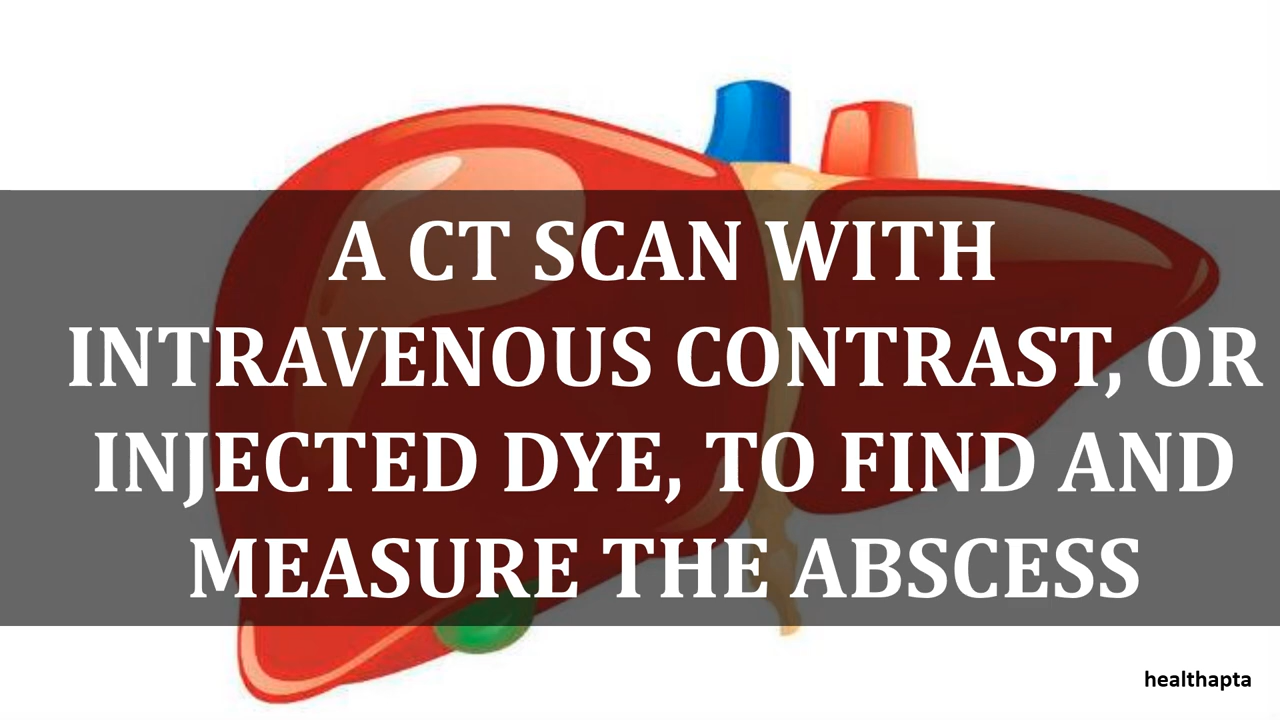 A CT SCAN WITH
INTRAVENOUS CONTRAST, OR
INJECTED DYE, TO FIND AND
MEASURE THE ABSCESS
healthapta